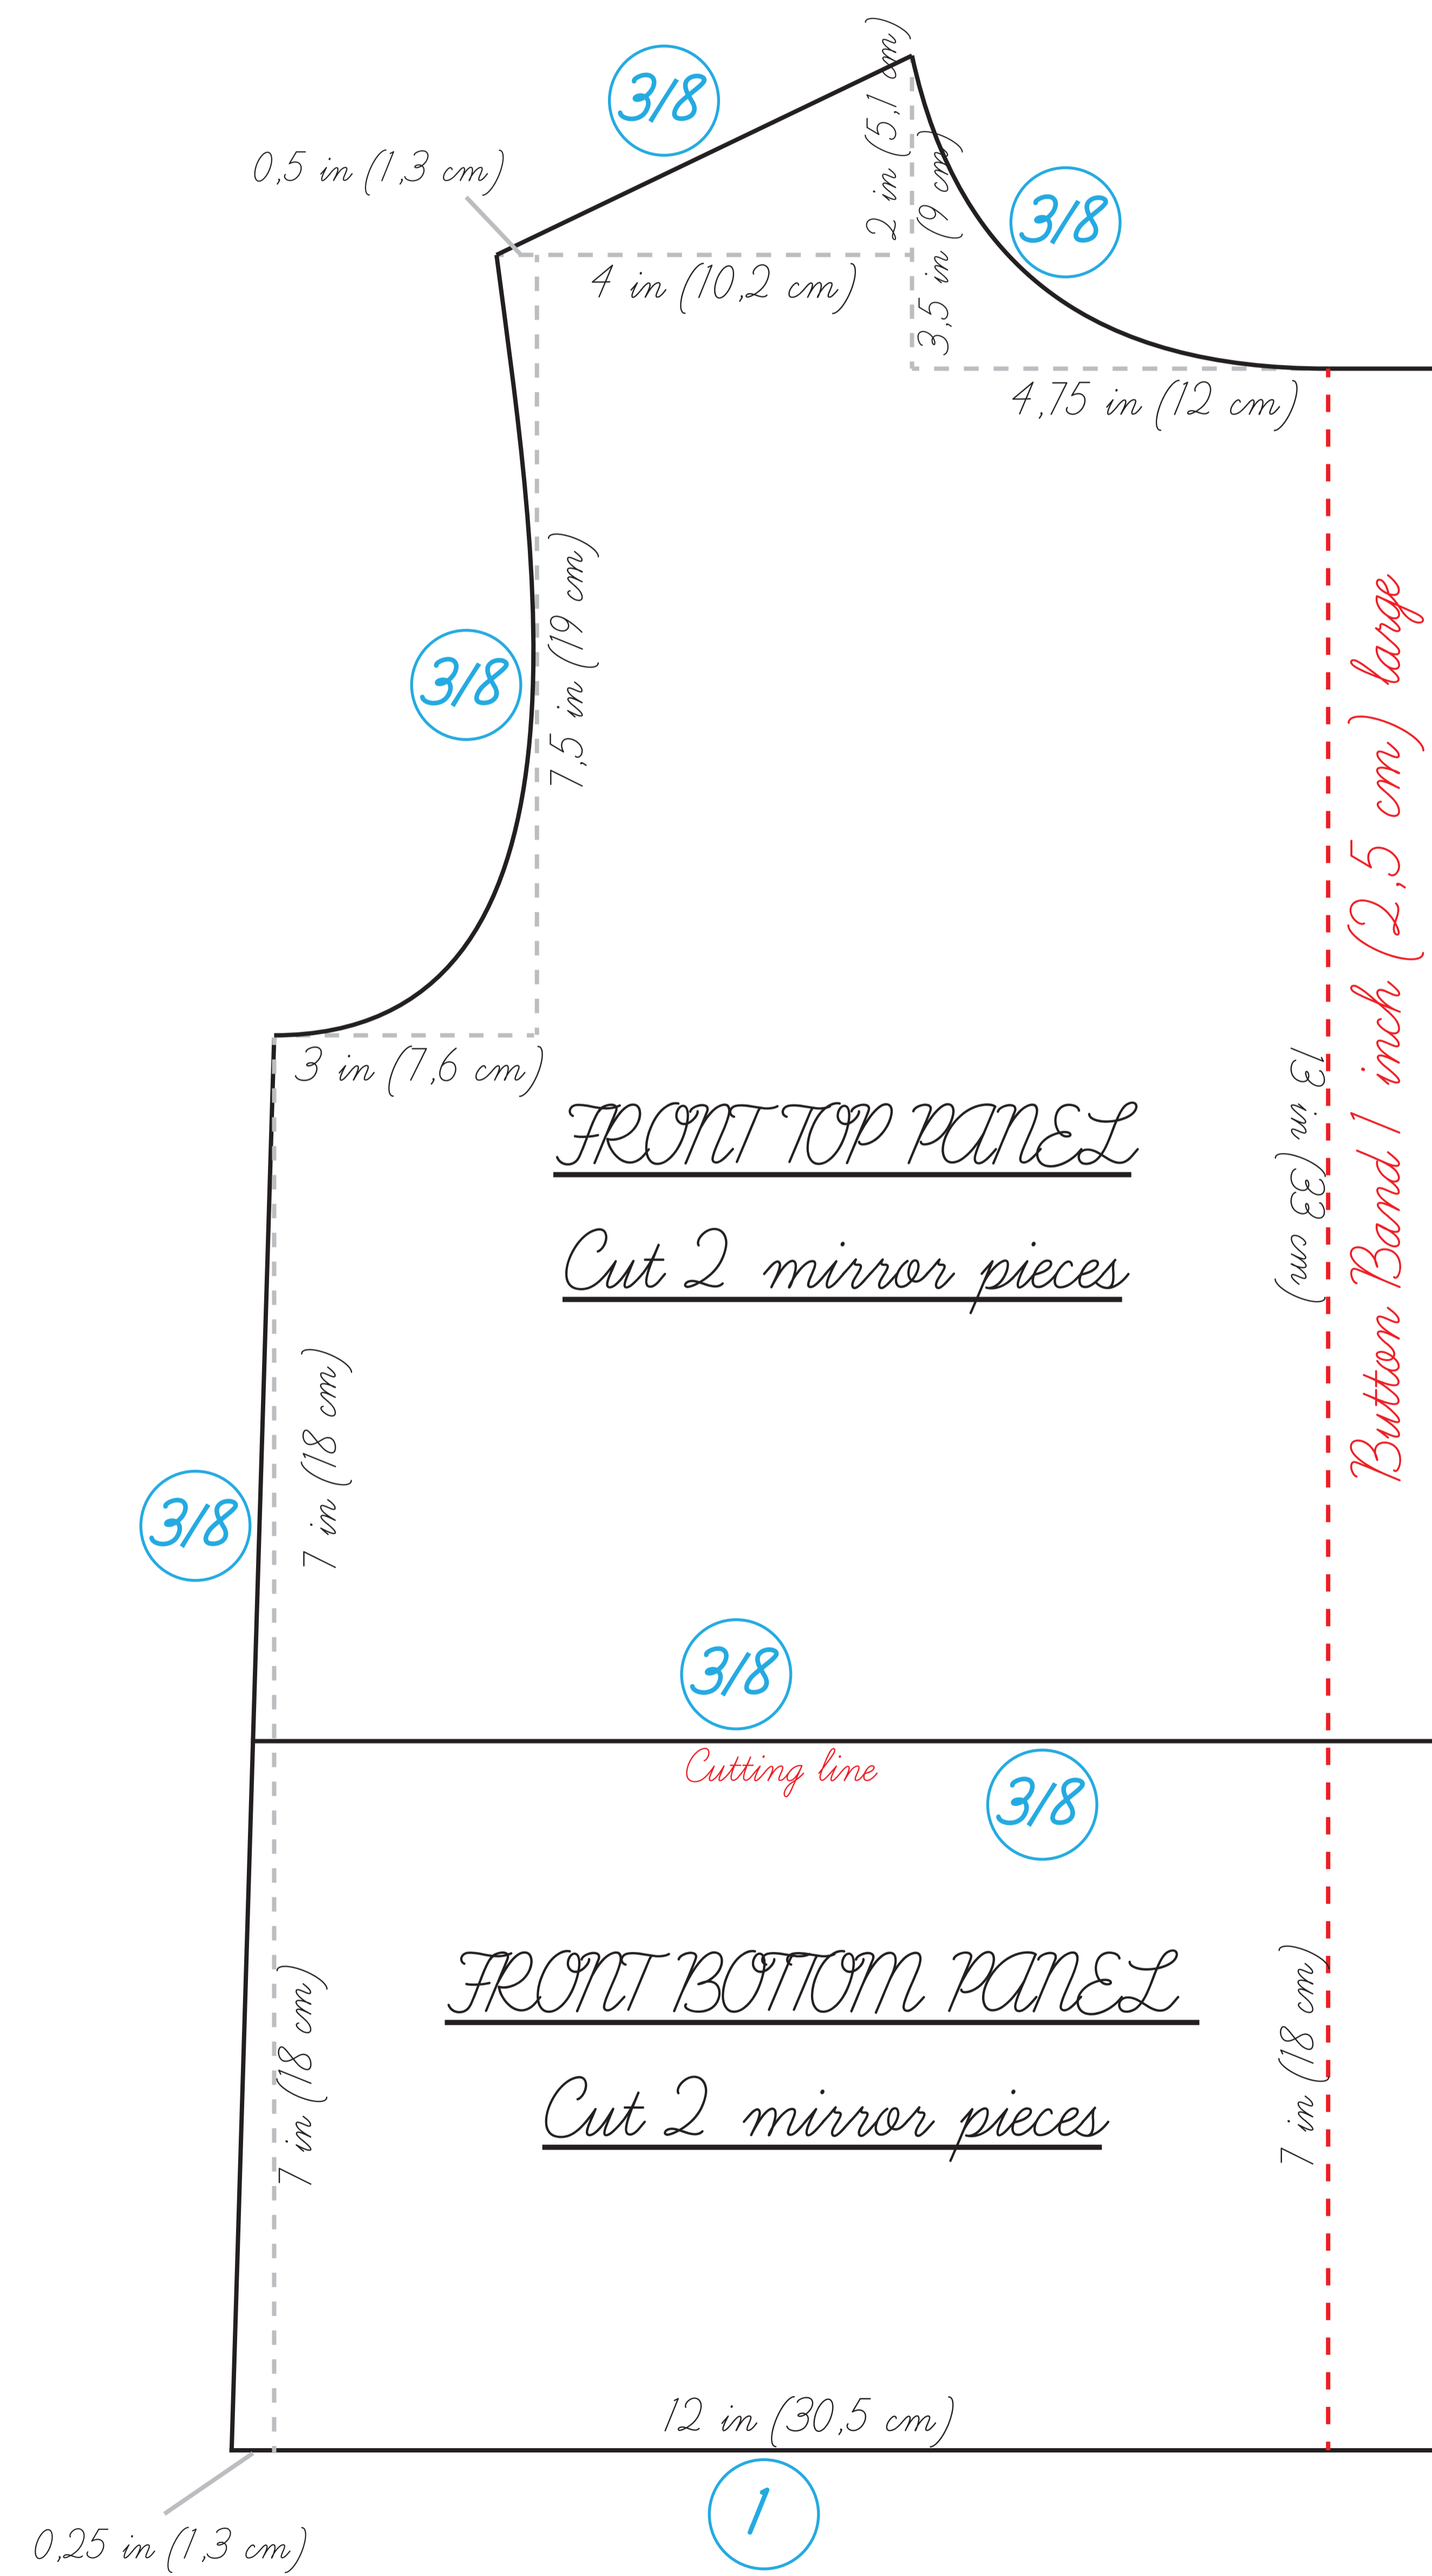 2 in (5,1 cm)
3/8
0,5 in (1,3 cm)
3,5 in (9 cm)
3/8
4 in (10,2 cm)
4,75 in (12 cm)
7,5 in (19 cm)
3/8
Button Band 1 inch (2,5 cm) large
3 in (7,6 cm)
13 in (33 cm)
FRONT TOP PANEL
Cut 2 mirror pieces
7 in (18 cm)
3/8
3/8
Cutting line
3/8
FRONT BOTTOM PANEL
Cut 2 mirror pieces
7 in (18 cm)
7 in (18 cm)
12 in (30,5 cm)
1
0,25 in (1,3 cm)